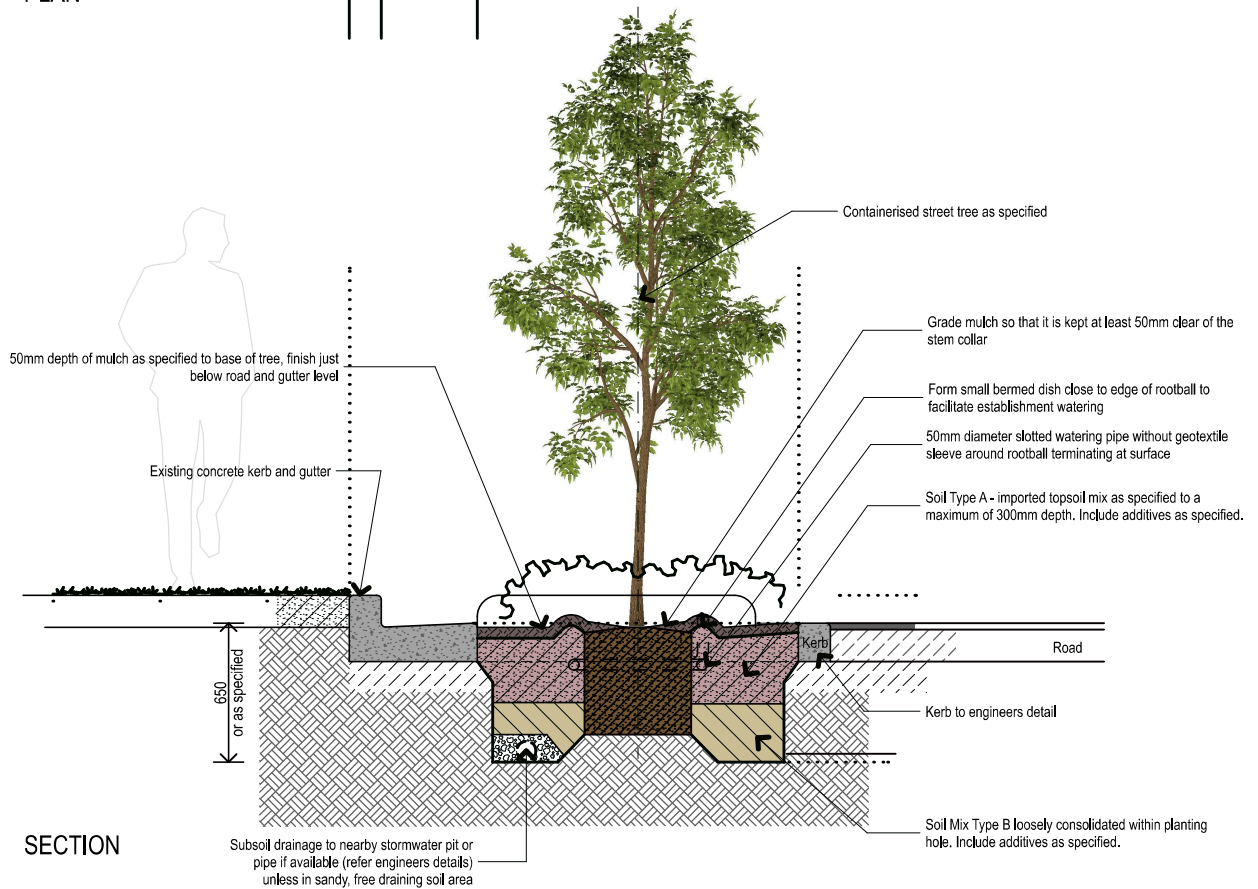 Containerised street tree as specified
Grade mulch so that it is kept at least 50mm clear of the
stem collar
50mm depth of mulch as specified to base of tree, finish just
below road and gutter level
Form small bermed dish close to edge of rootball to
facilitate establishment watering
50mm diameter slotted watering pipe without geotextile
sleeve around rootball terminating at surface
Existing concrete kerb and gutter
Soil Type A - imported topsoil mix as specified to a
maximum of 300mm depth. Include additives as specified.
Kerb
Road
650
or as specified
Kerb to engineers detail
Soil Mix Type B loosely consolidated within planting
hole. Include additives as specified.
SECTION
Subsoil drainage to nearby stormwater pit or
pipe if available (refer engineers details)
unless in sandy, free draining soil area